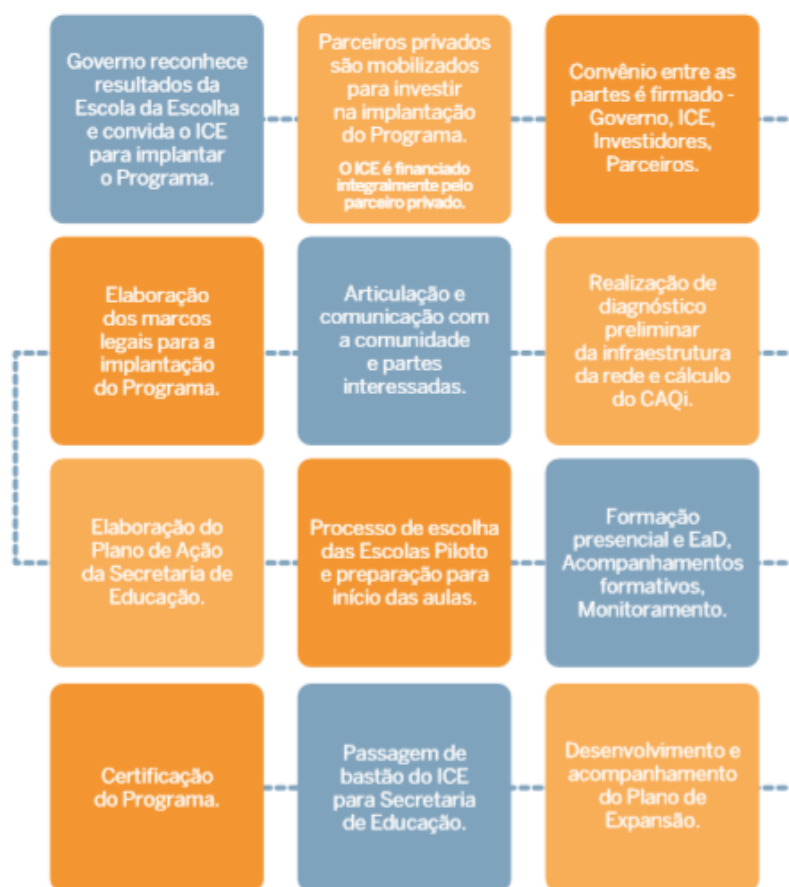 Governo reconhece
resultados da
Escola da Escolha
e convida o ICE
para implantar
o Programa.
Parceiros privados
são mobilizados
para investir
na implantação
do Programa.
O ICE é financiado
integralmente pelo
parceiro privado.
Convênio entre as
partes é firmado -
Governo, ICE,
Investidores,
Parceiros.
Elaboração
dos marcos
legais para a
implantação
do Programa.
Articulação e
comunicação com
a comunidade
e partes
interessadas.
Realização de
diagnóstico
preliminar
da infraestrutura
da rede e cálculo
do CAQi.
Elaboração do
Plano de Ação
da Secretaria de
Educação.
Processo de escolha
das Escolas Piloto
e preparação para
início das aulas.
Formação
presencial e EaD,
Acompanhamentos
formativos,
Monitoramento.
Certificação
do Programa.
Passagem de
bastão do ICE
para Secretaria
de Educação.
Desenvolvimento e
acompanhamento
do Plano de
Expansão.